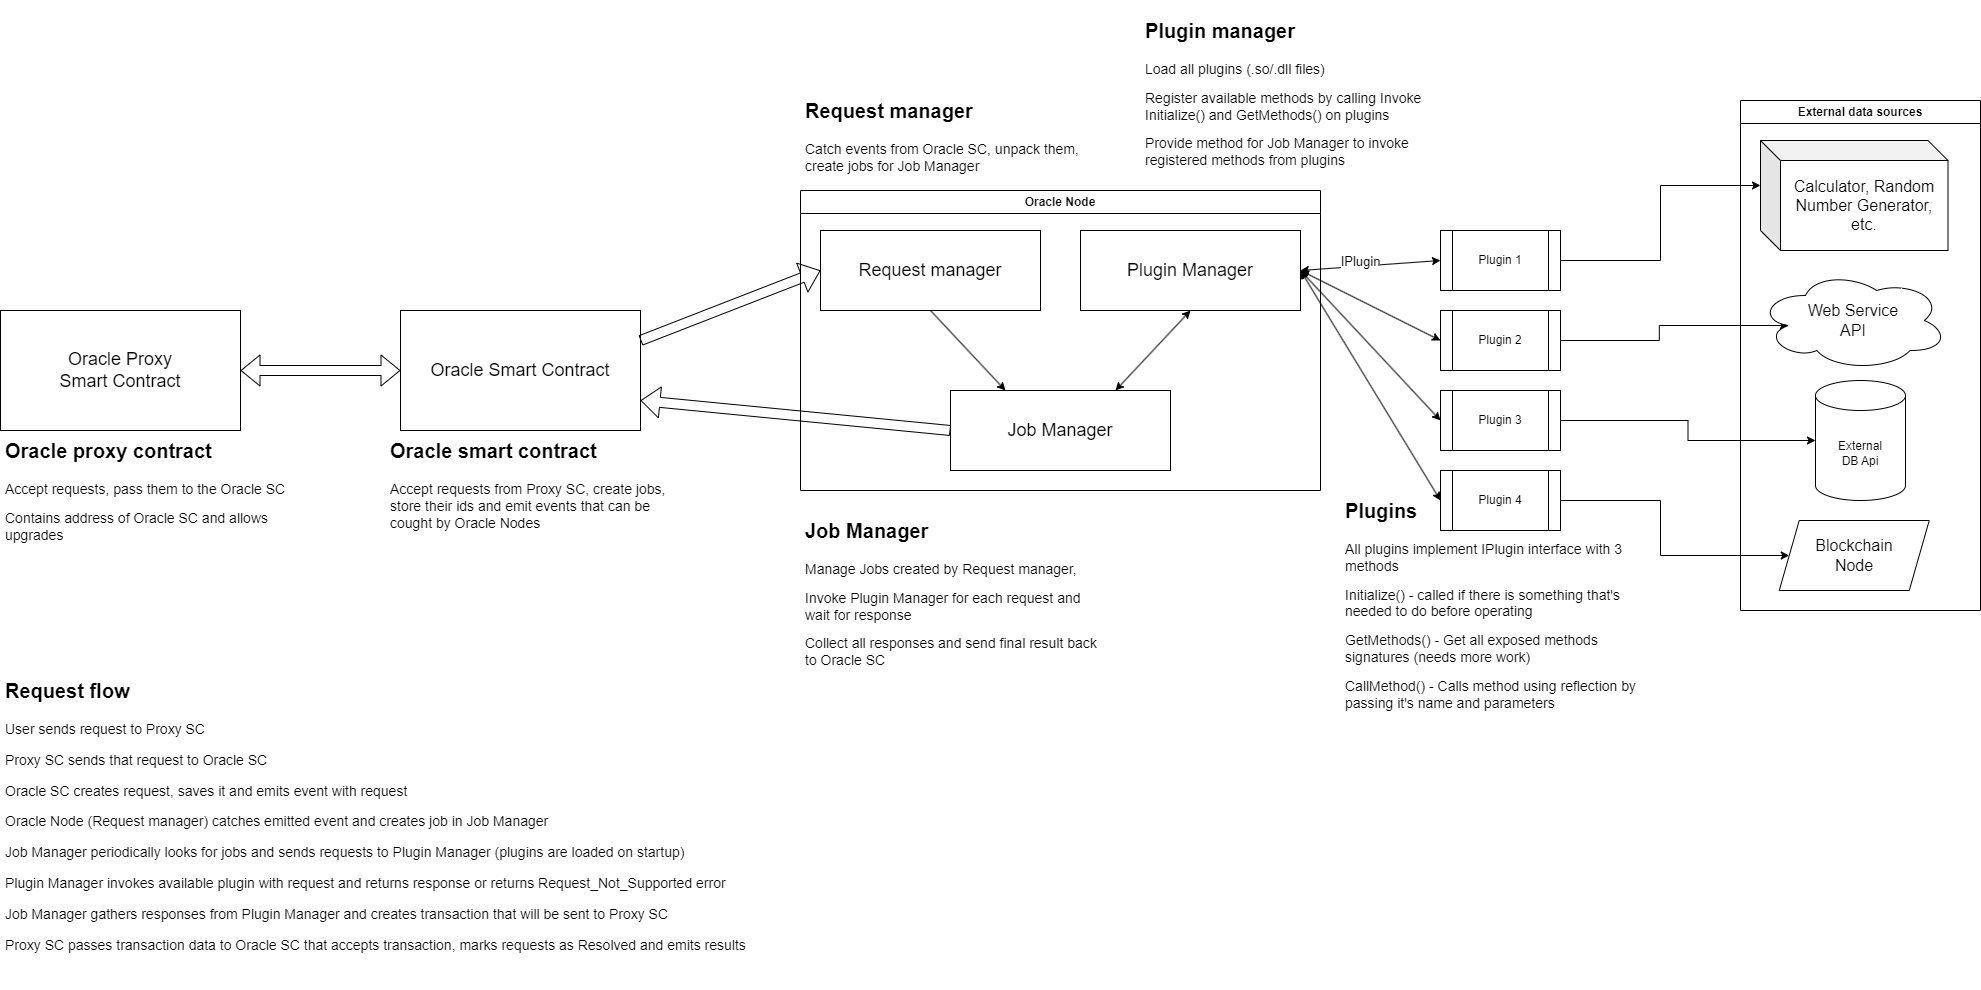 Plugin manager
Load all plugins (.so/.dll files)
Register available methods by calling Invoke
Initialize() and GetMethods() on plugins
Provide method for Job Manager to invoke
registered methods from plugins
Request manager
Catch events from Oracle SC, unpack them,
create jobs for Job Manager
Oracle Node
Request manager
Plugin Manager
Job Manager
IPlugin
Plugin 1
Plugin 2
Plugin 3
Plugin 4
External data sources
Calculator, Random
Number Generator,
etc.
Web Service
API
External
DB Api
Blockchain
Node
Oracle Proxy
Smart Contract
Oracle Smart Contract
Oracle proxy contract
Accept requests, pass them to the Oracle SC
Contains address of Oracle SC and allows
upgrades
Oracle smart contract
Accept requests from Proxy SC, create jobs,
store their ids and emit events that can be
cought by Oracle Nodes
Job Manager
Manage Jobs created by Request manager,
Invoke Plugin Manager for each request and
wait for response
Collect all responses and send final result back
to Oracle SC
Plugins
All plugins implement IPlugin interface with 3
methods
Initialize() - called if there is something that's
needed to do before operating
GetMethods() - Get all exposed methods
signatures (needs more work)
CallMethod() - Calls method using reflection by
passing it's name and parameters
Request flow
User sends request to Proxy SC
Proxy SC sends that request to Oracle SC
Oracle SC creates request, saves it and emits event with request
Oracle Node (Request manager) catches emitted event and creates job in Job Manager
Job Manager periodically looks for jobs and sends requests to Plugin Manager (plugins are loaded on startup)
Plugin Manager invokes available plugin with request and returns response or returns Request_Not_Supported error
Job Manager gathers responses from Plugin Manager and creates transaction that will be sent to Proxy SC
Proxy SC passes transaction data to Oracle SC that accepts transaction, marks requests as Resolved and emits results